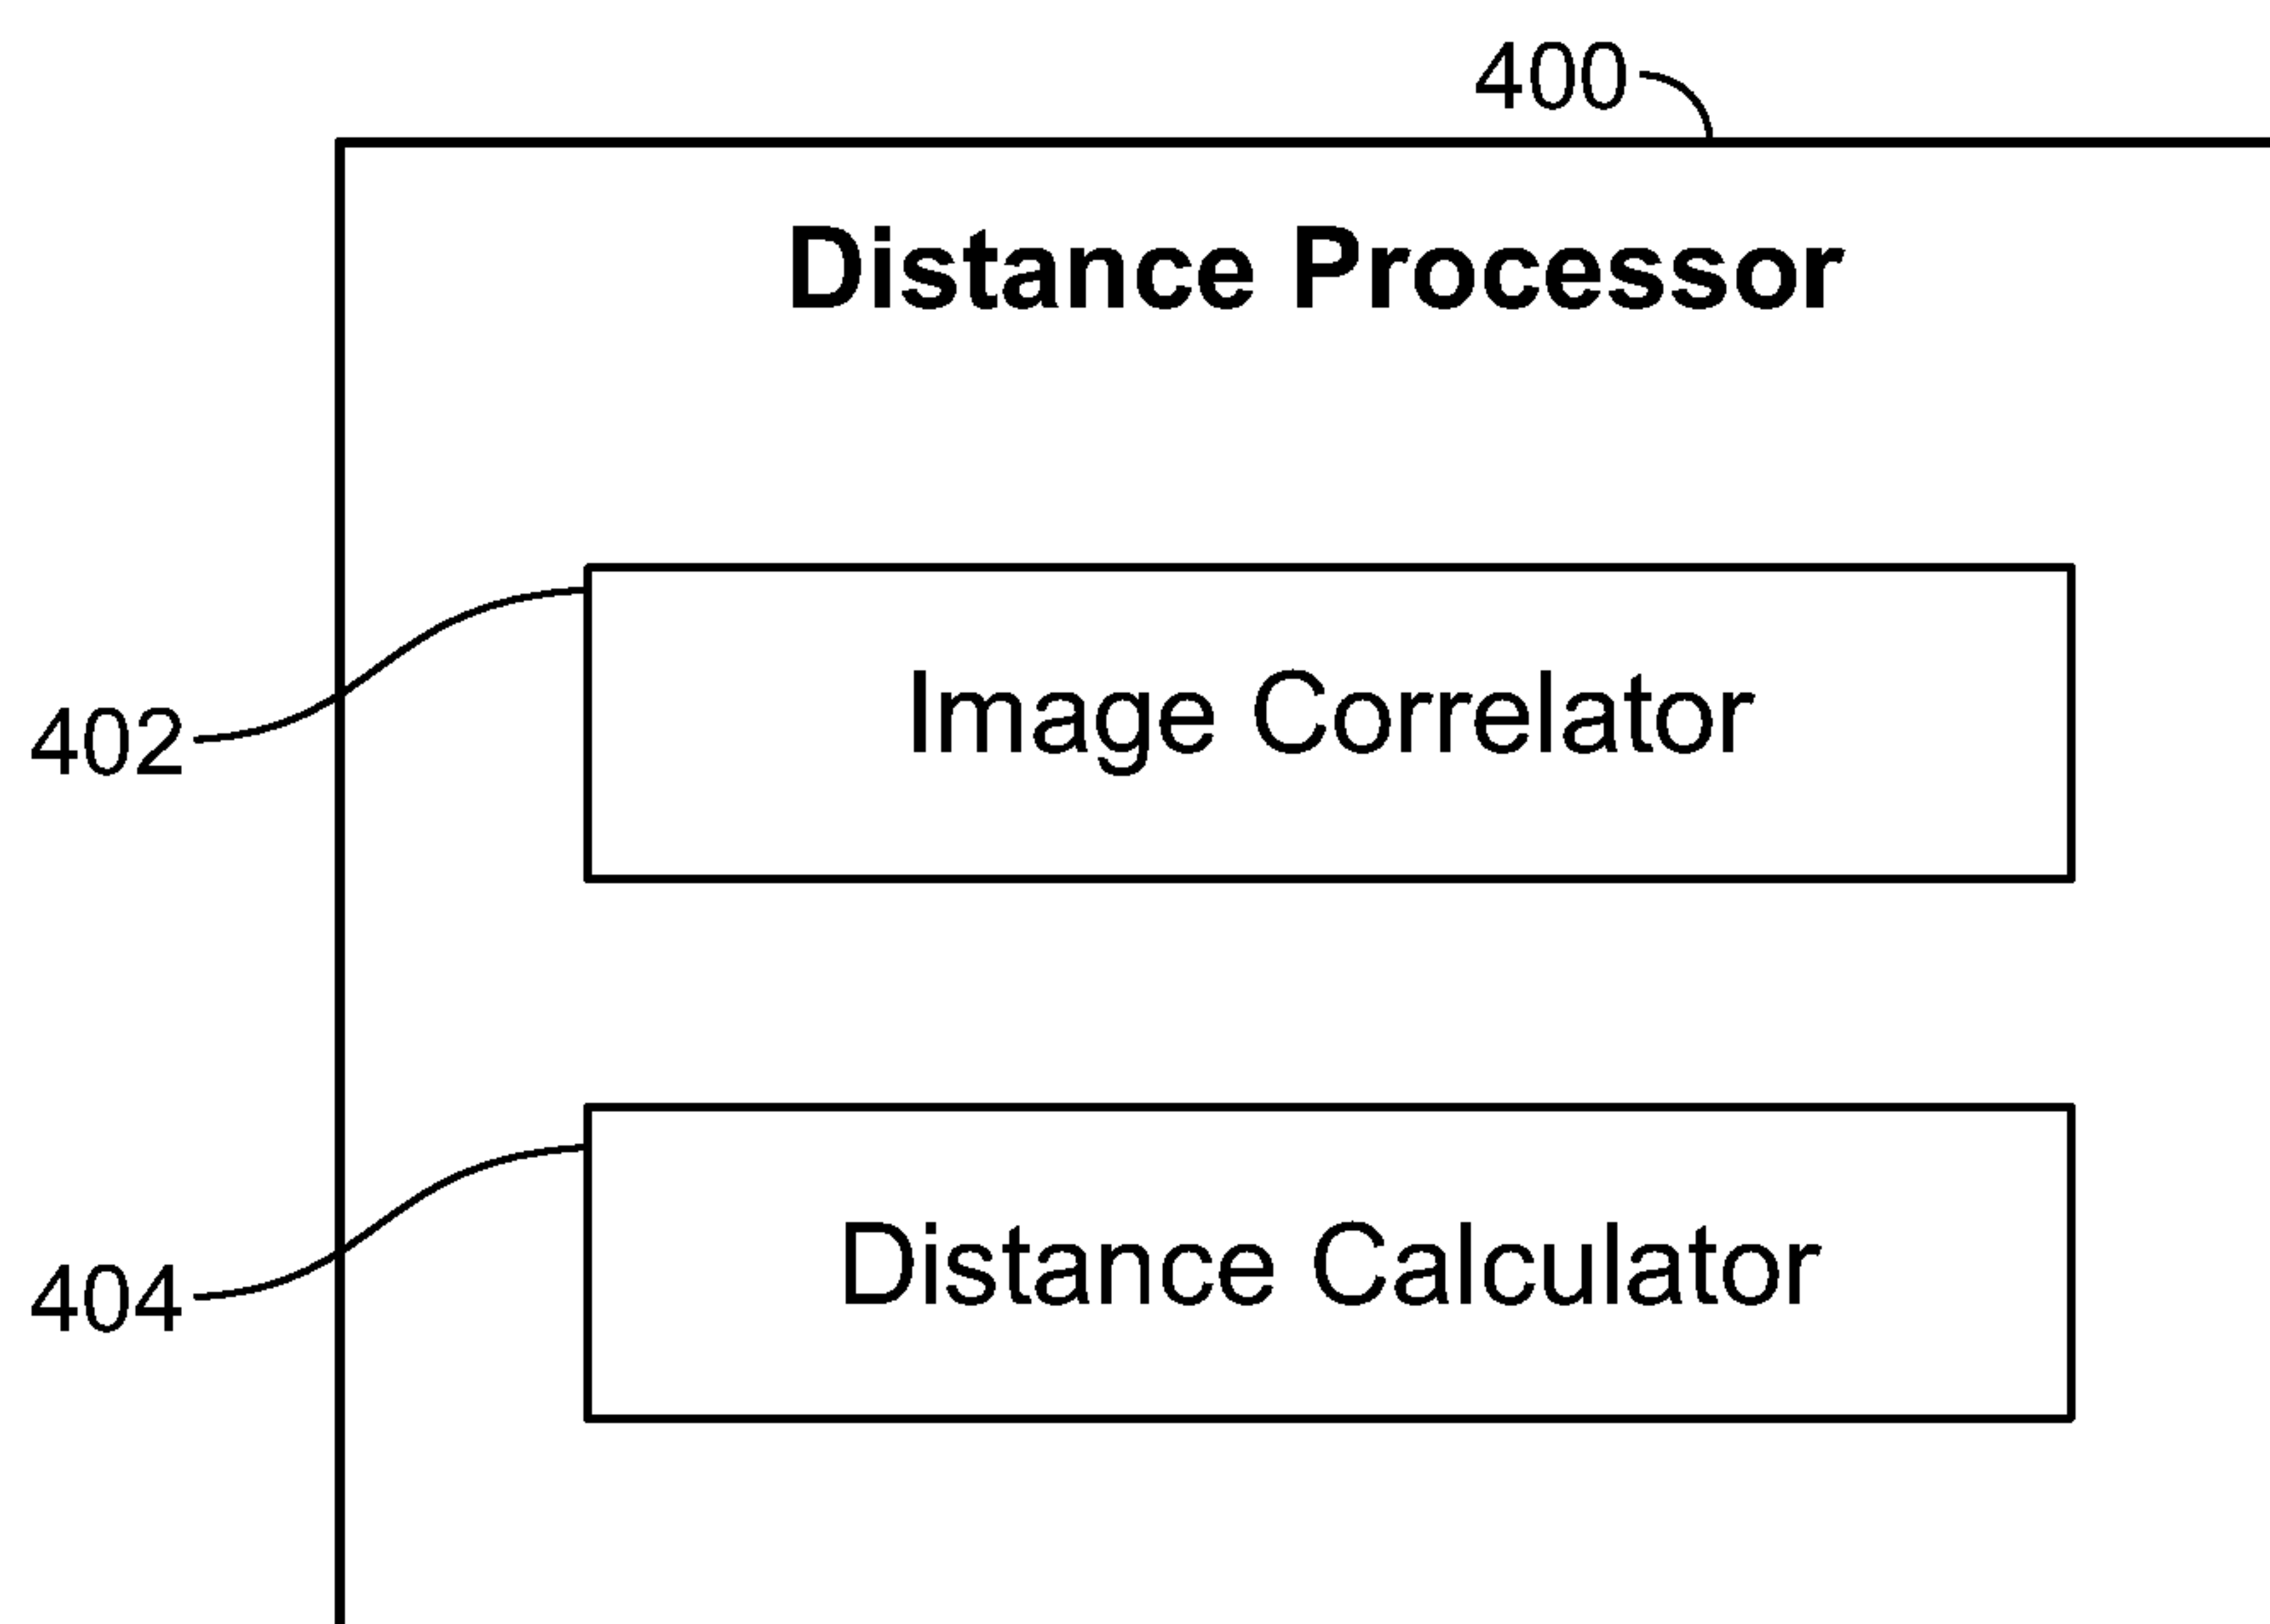 400
Distance Processor
Image Correlator
402
Distance Calculator
404